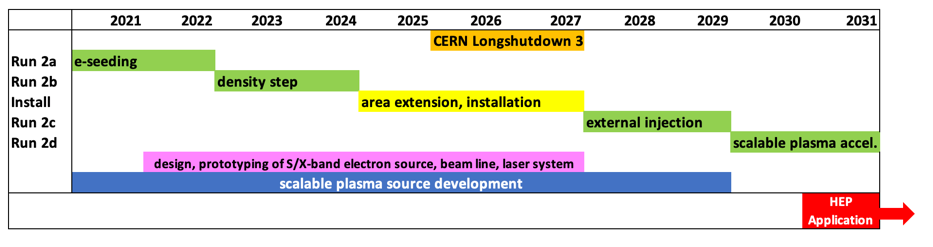 2021 2022 2023 2024 2025 2026 2027 2028 2029 2030 2031
CERN Longshutdown 3
Run 2a e-seeding
Run 2b density step
Install area extension, installation
Run 2c external injection
Run 2d scalable plasma accel.
design, prototyping of S/X-band electron source, beam line, laser system
scalable plasma source development
HEP
Application